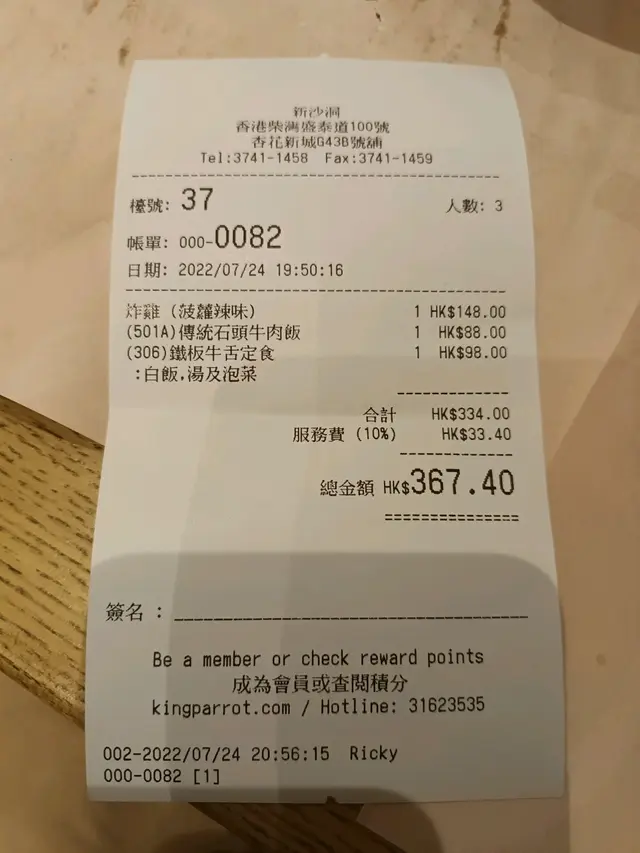 新沙洞
香港柴灣盛泰道100號
杏花新城G43B號舖
Tel:3741-1458 Fax:3741-1459
檯號: 37 人數: 3
帳單: 000-0082
日期: 2022/07/24 19:50:16
炸雞 (菠蘿辣味) 1 HK$148.00
(501A)傳統石頭牛肉飯 1 HK$88.00
(306)鐵板牛舌定食 1 HK$98.00
:白飯,湯及泡菜
合計 HK$334.00
服務費 (10%) HK$33.40
總金額 HK$367.40
簽名 :
Be a member or check reward points
成為會員或查閱積分
kingparrot.com / Hotline: 31623535
002-2022/07/24 20:56:15 Ricky
000-0082 [1]